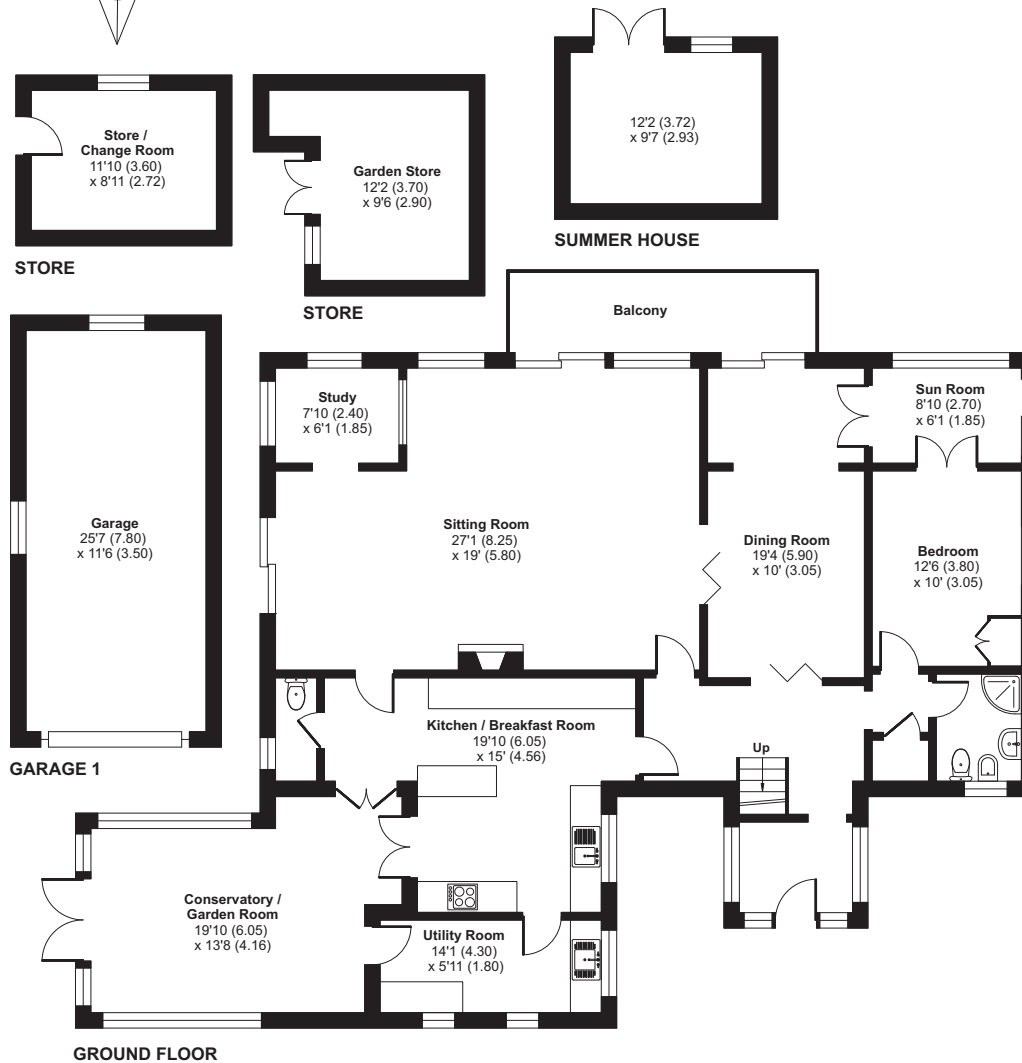 Store /
Change Room
11'10 (3.60)
x 8'11 (2.72)
STORE
Garden Store
12'2 (3.70)
x 9'6 (2.90)
STORE
12'2 (3.72)
x 9'7 (2.93)
SUMMER HOUSE
Balcony
Garage
25'7 (7.80)
x 11'6 (3.50)
GARAGE 1
Study
7'10 (2.40)
x 6'1 (1.85)
Sitting Room
27'1 (8.25)
x 19' (5.80)
Dining Room
19'4 (5.90)
x 10' (3.05)
Sun Room
8'10 (2.70)
x 6'1 (1.85)
Bedroom
12'6 (3.80)
x 10' (3.05)
Kitchen / Breakfast Room
19'10 (6.05)
x 15' (4.56)
Up
Conservatory /
Garden Room
19'10 (6.05)
x 13'8 (4.16)
Utility Room
14'1 (4.30)
x 5'11 (1.80)
GROUND FLOOR